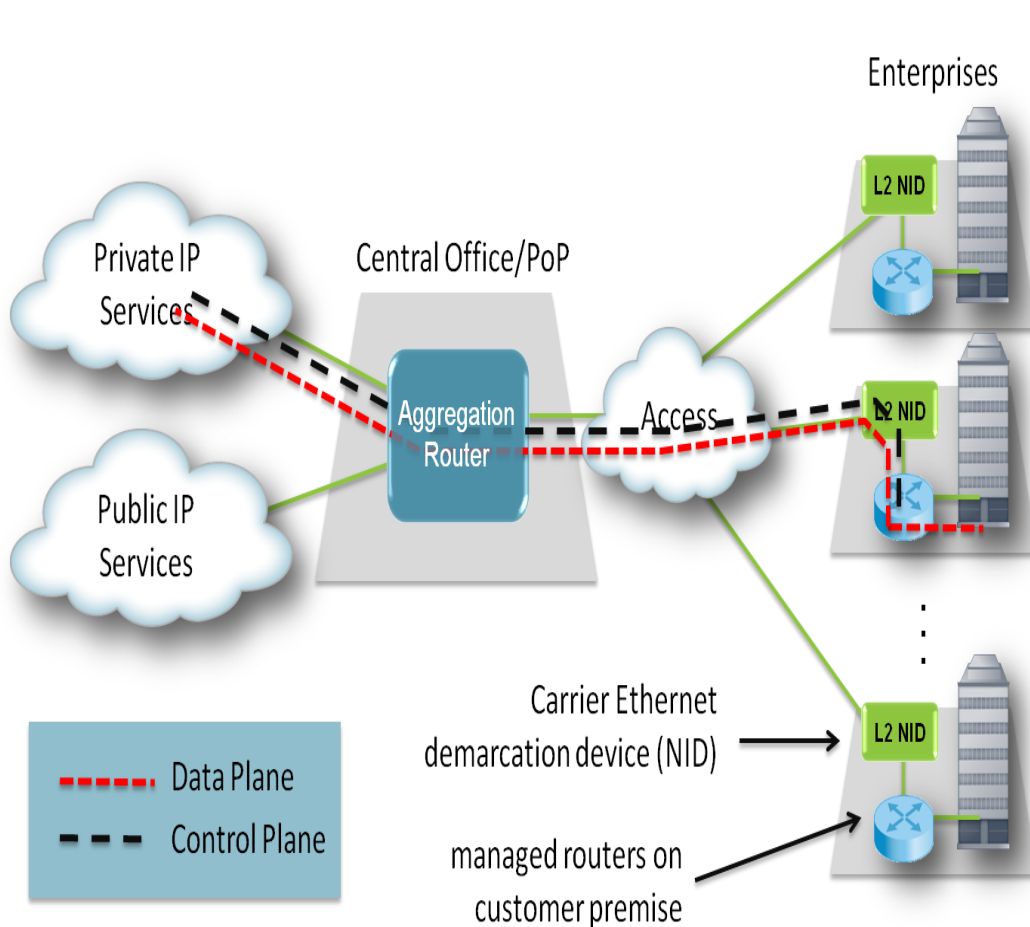 Enterprises
L2 NID
Private IP
Services
Central Office/PoP
Aggregation
Router
Access
L2 NID
Public IP
Services
Carrier Ethernet
demarcation device (NID)
L2 NID
Data Plane
Control Plane
managed routers on
customer premise